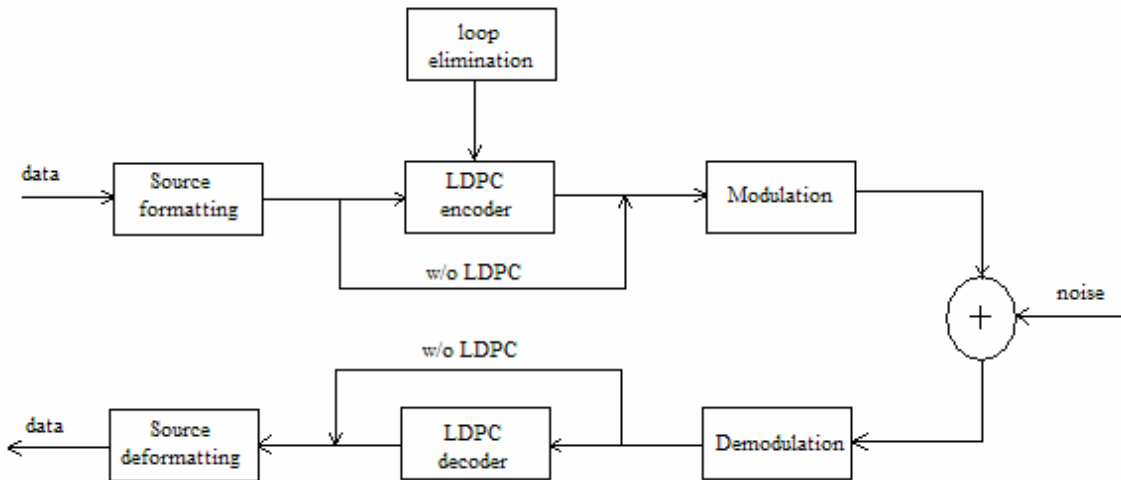 loop
elimination
data
Source
formatting
LDPC
encoder
Modulation
w/o LDPC
noise
+
w/o LDPC
data
Source
deformatting
LDPC
decoder
Demodulation